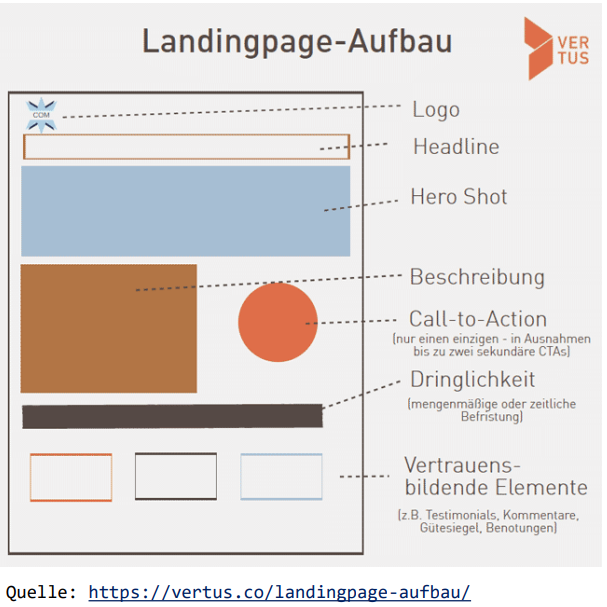 Landingpage-Aufbau
VER
TUS
COM
Logo
Headline
Hero Shot
Beschreibung
Call-to-Action
(nur einen einzigen - in Ausnahmen
bis zu zwei sekundäre CTAs)
Dringlichkeit
(mengenmäßige oder zeitliche
Befristung)
Vertrauens-
bildende Elemente
(z.B. Testimonials, Kommentare,
Gütesiegel, Benotungen)
Quelle: https://vertus.co/landingpage-aufbau/